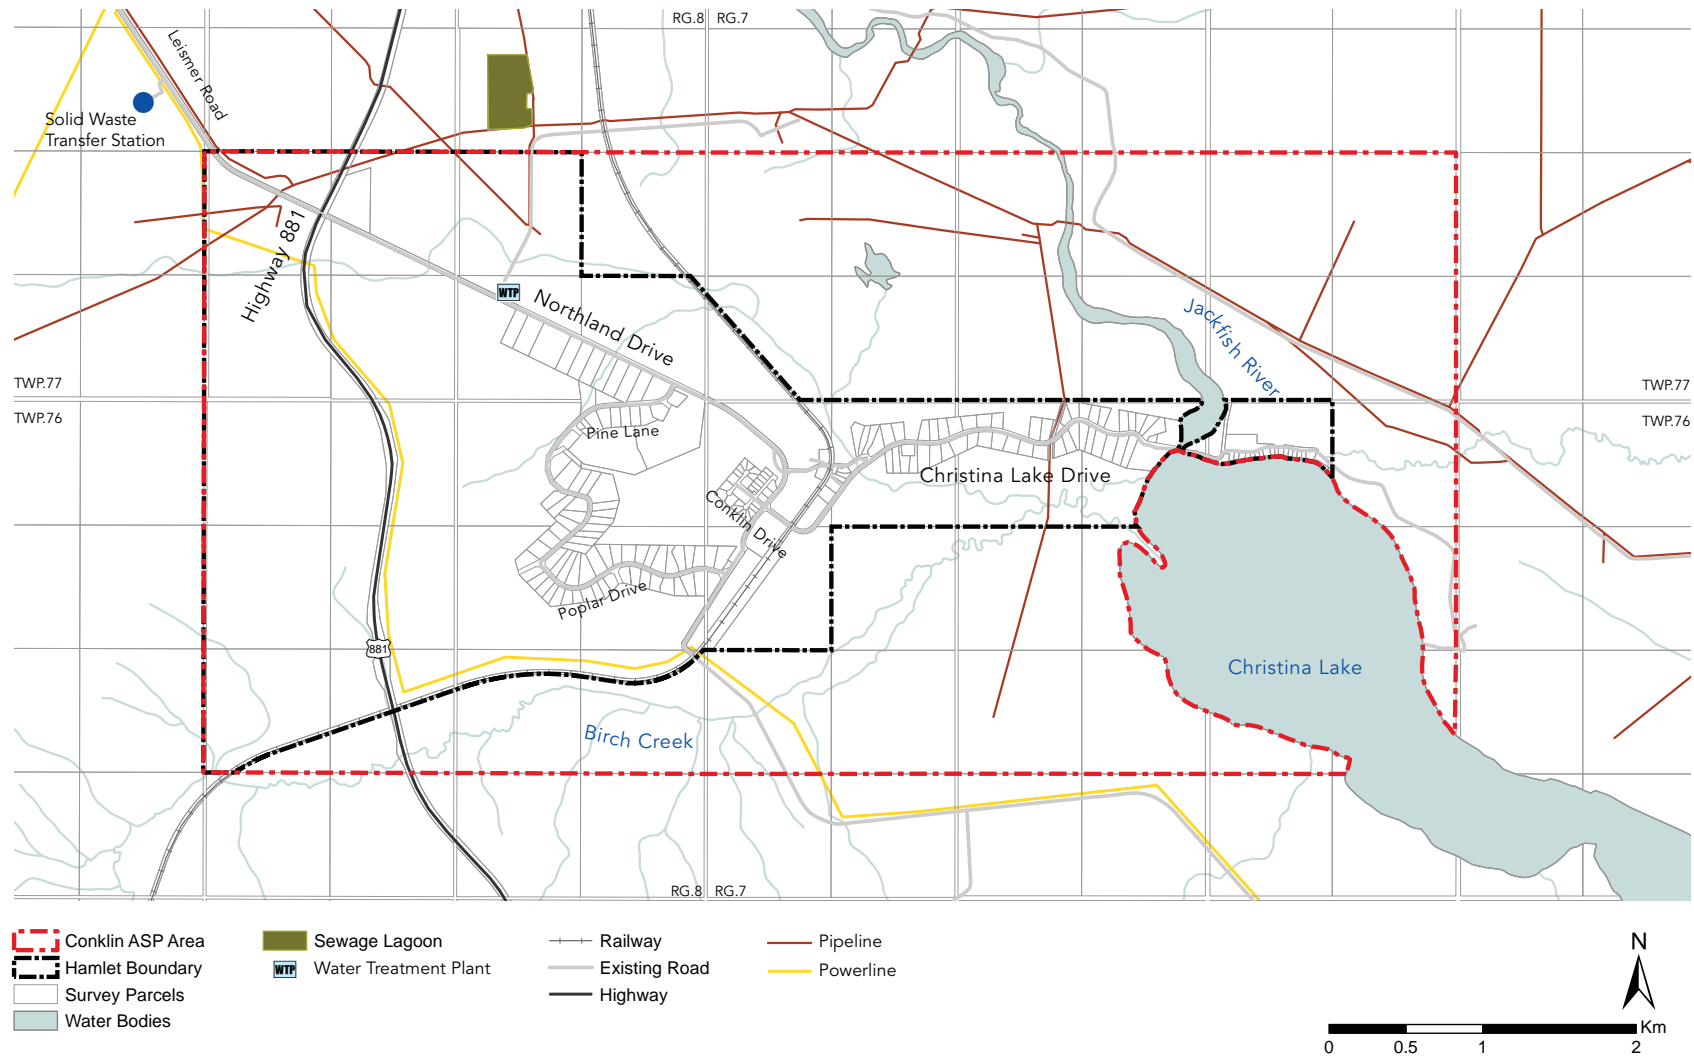 RG.8 RG.7
Leismer Road
Solid Waste
Transfer Station
Highway 881
WTP
Northland Drive
Jackfish River
TWP.77
TWP.76
TWP.77
TWP.76
Pine Lane
Christina Lake Drive
Conklin Drive
Poplar Drive
881
Christina Lake
Birch Creek
RG.8 RG.7
Conklin ASP Area
Hamlet Boundary
Survey Parcels
Water Bodies
Sewage Lagoon
WTP Water Treatment Plant
Railway
Existing Road
Highway
Pipeline
Powerline
N
Km
0 0.5 1 2